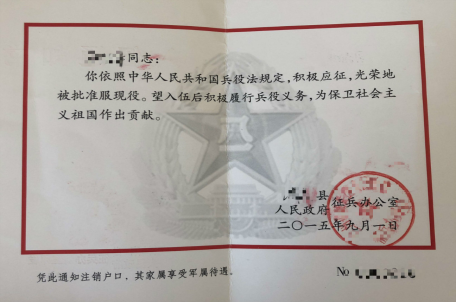 同志：
你依照中华人民共和国兵役法规定，积极应征，光荣地
被批准服现役。望入伍后积极履行兵役义务，为保卫社会主
义祖国作出贡献。
县
人民政府征兵办公室
二〇一五年九月一日
凭此通知注销户口，其家属享受军属待遇。
No